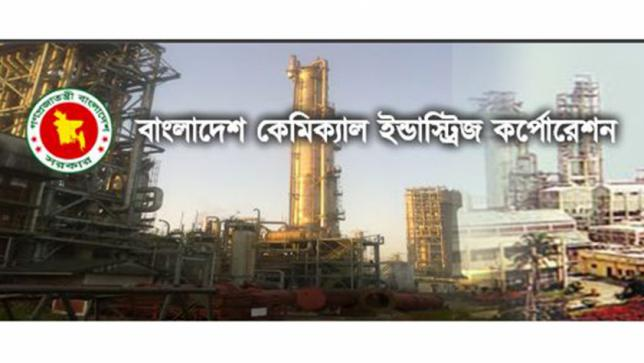 গণপ্রজাতন্ত্রী বাংলাদেশ
সরকার
বাংলাদেশ কেমিক্যাল ইন্ডাস্ট্রিজ কর্পোরেশন